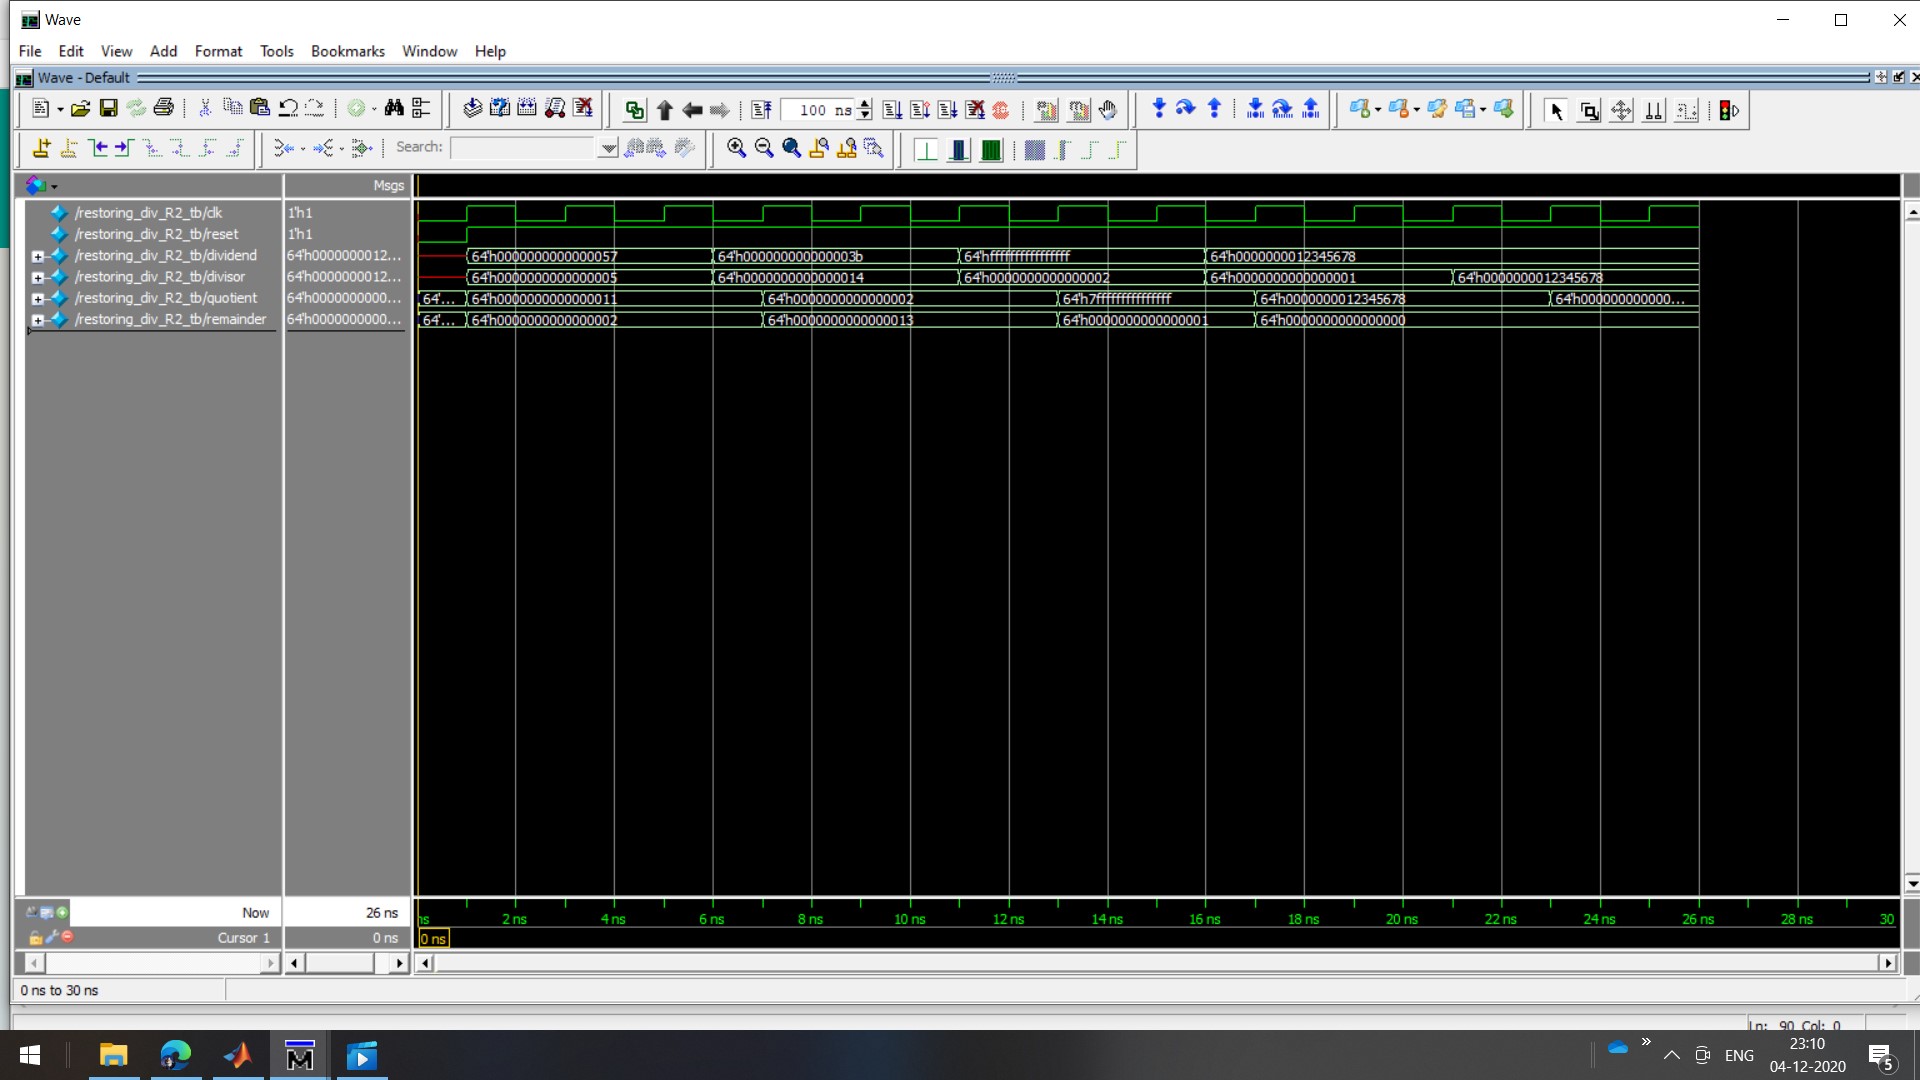 Wave
File Edit View Add Format Tools Bookmarks Window Help
Wave - Default
100 ns
Search:
Msgs
/restoring_div_R2_tb/clk 1'h1
/restoring_div_R2_tb/reset 1'h1
/restoring_div_R2_tb/dividend 64'h0000000012... 64'h0000000000000057 64'h000000000000003b 64'hffffffffffffffff 64'h0000000012345678
/restoring_div_R2_tb/divisor 64'h0000000012... 64'h0000000000000005 64'h0000000000000014 64'h0000000000000002 64'h0000000000000001 64'h0000000012345678
/restoring_div_R2_tb/quotient 64'h0000000000... 64'... 64'h0000000000000011 64'h0000000000000002 64'h7fffffffffffffff 64'h0000000012345678 64'h000000000000...
/restoring_div_R2_tb/remainder 64'h0000000000... 64'... 64'h0000000000000002 64'h0000000000000013 64'h0000000000000001 64'h0000000000000000
Now 26 ns ns 2 ns 4 ns 6 ns 8 ns 10 ns 12 ns 14 ns 16 ns 18 ns 20 ns 22 ns 24 ns 26 ns 28 ns 30
Cursor 1 0 ns 0 ns
0 ns to 30 ns
Ln: 90 Col: 0
23:10
ENG
04-12-2020
5